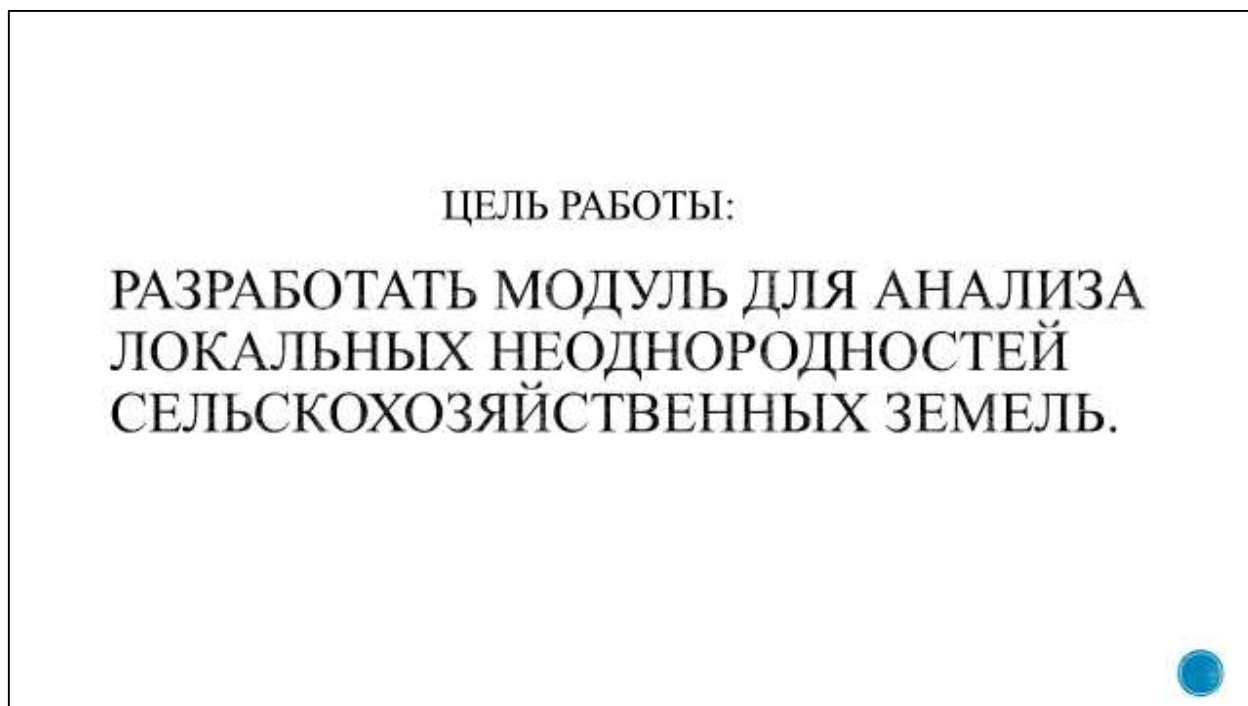 ЦЕЛЬ РАБОТЫ:
РАЗРАБОТАТЬ МОДУЛЬ ДЛЯ АНАЛИЗА
ЛОКАЛЬНЫХ НЕОДНОРОДНОСТЕЙ
СЕЛЬСКОХОЗЯЙСТВЕННЫХ ЗЕМЕЛЬ.